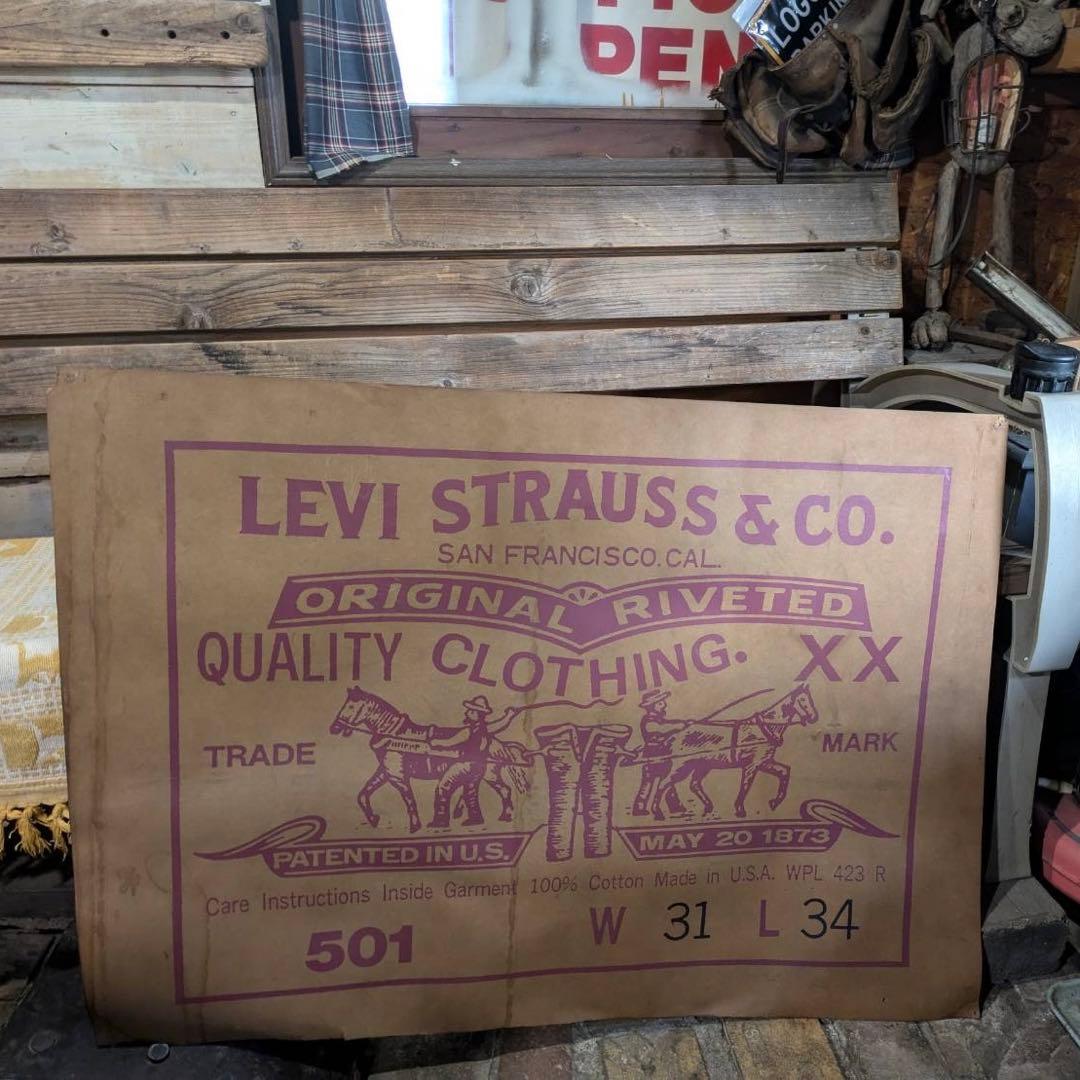 PEN
LEVI STRAUSS & CO.
SAN FRANCISCO. CAL.
ORIGINAL RIVETED
QUALITY CLOTHING. XX
TRADE MARK
PATENTED IN U.S. MAY 20 1873
Care Instructions Inside Garment 100% Cotton Made in U.S.A. WPL 423 R
501 W 31 L 34